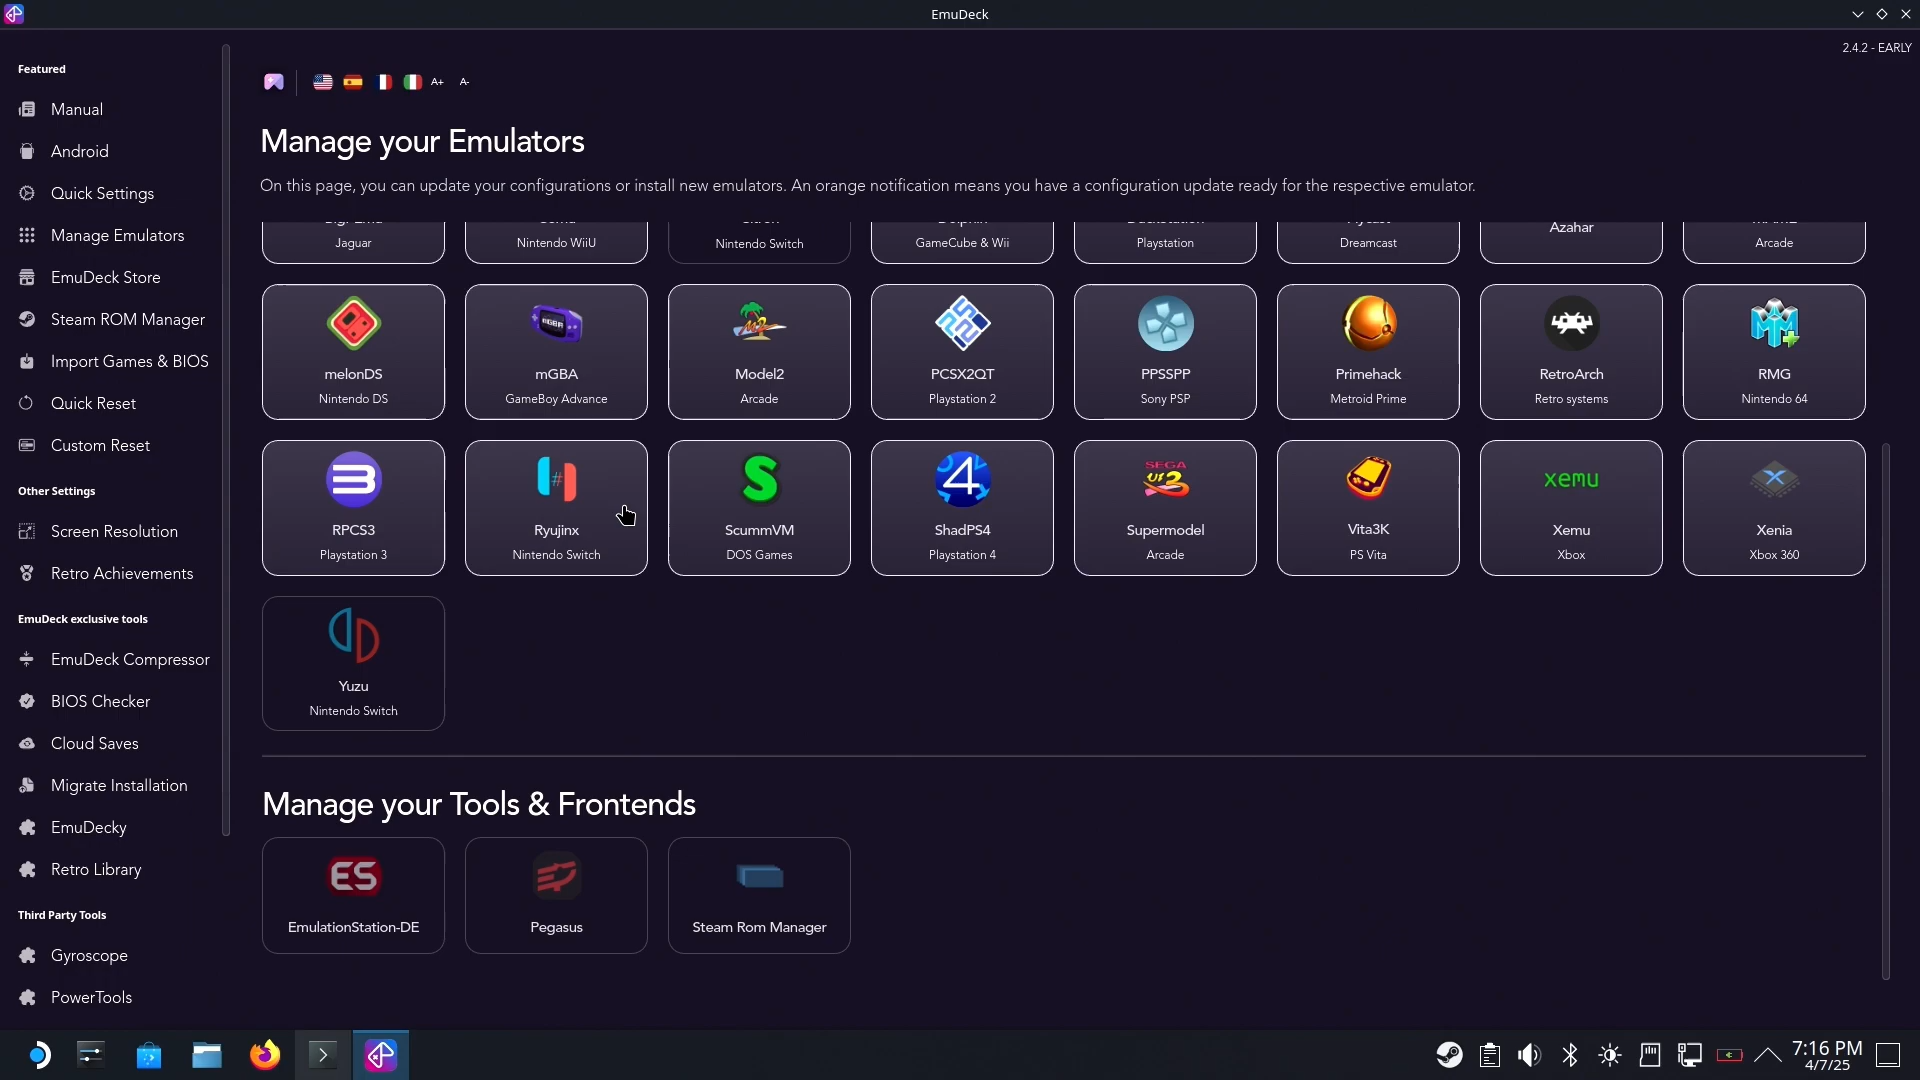 EmuDeck
2.4.2 - EARLY
Featured
Manual
Android
Quick Settings
Manage Emulators
EmuDeck Store
Steam ROM Manager
Import Games & BIOS
Quick Reset
Custom Reset
Other Settings
Screen Resolution
Retro Achievements
EmuDeck exclusive tools
EmuDeck Compressor
BIOS Checker
Cloud Saves
Migrate Installation
EmuDecky
Retro Library
Third Party Tools
Gyroscope
PowerTools
A+ A-
Manage your Emulators
On this page, you can update your configurations or install new emulators. An orange notification means you have a configuration update ready for the respective emulator.
Jaguar
Nintendo WiiU
Nintendo Switch
Dolphin
GameCube & Wii
Playstation
Dreamcast
Azahar
Arcade
melonDS
Nintendo DS
mGBA
GameBoy Advance
Model2
Arcade
PCSX2QT
Playstation 2
PPSSPP
Sony PSP
Primehack
Metroid Prime
RetroArch
Retro systems
RMG
Nintendo 64
RPCS3
Playstation 3
Ryujinx
Nintendo Switch
ScummVM
DOS Games
ShadPS4
Playstation 4
SEGA
Supermodel
Arcade
Vita3K
PS Vita
xemu
Xemu
Xbox
Xenia
Xbox 360
Yuzu
Nintendo Switch
Manage your Tools & Frontends
ES
EmulationStation-DE
Pegasus
Steam Rom Manager
7:16 PM
4/7/25